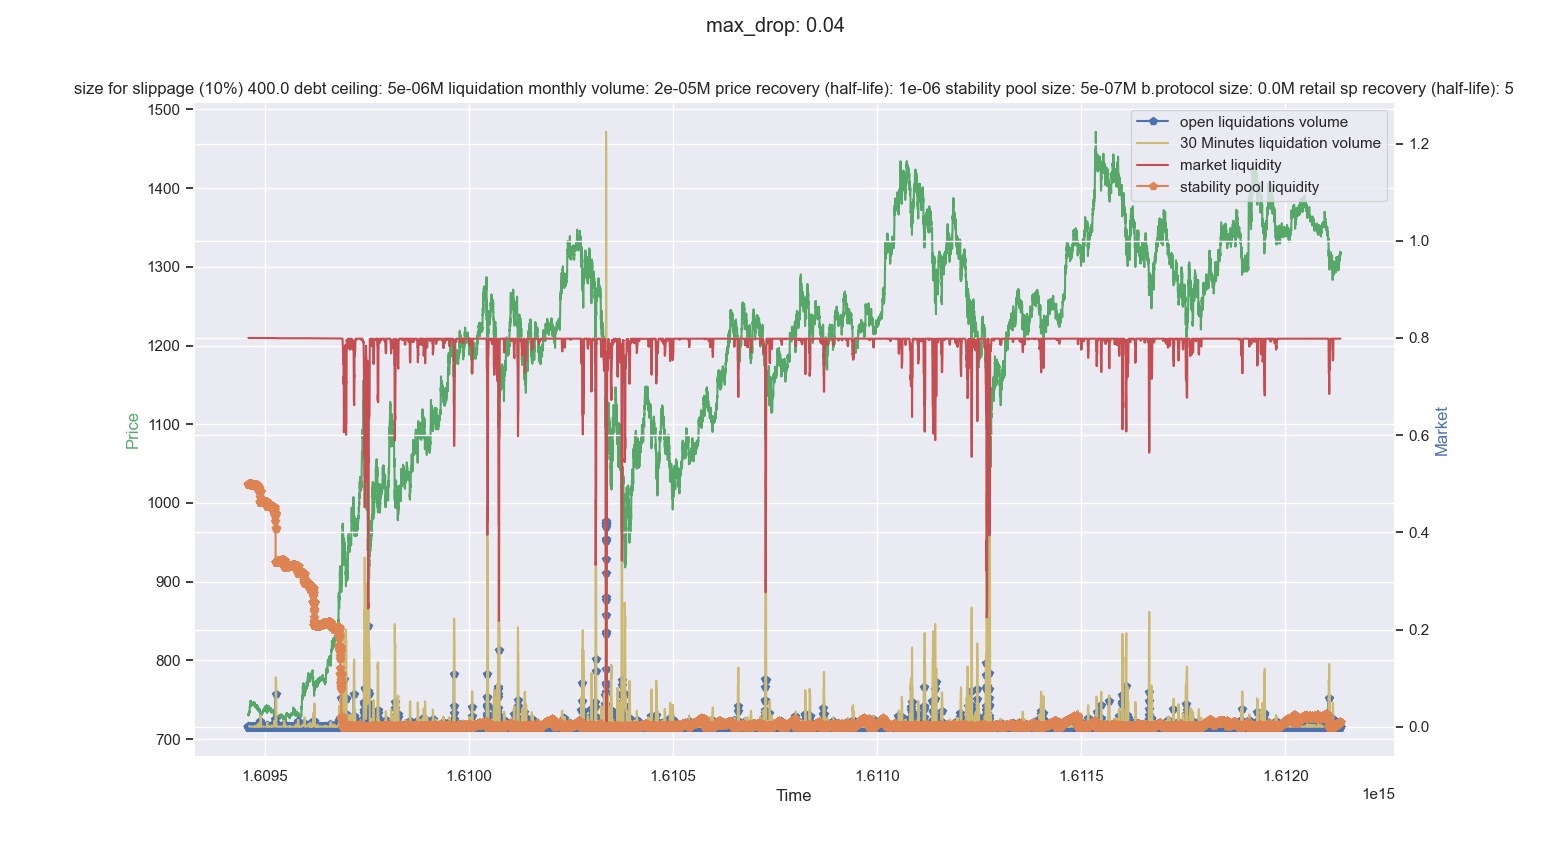 max_drop: 0.04
size for slippage (10%) 400.0 debt ceiling: 5e-06M liquidation monthly volume: 2e-05M price recovery (half-life): 1e-06 stability pool size: 5e-07M b.protocol size: 0.0M retail sp recovery (half-life): 5
open liquidations volume
30 Minutes liquidation volume
market liquidity
stability pool liquidity
Price
1500
1400
1300
1200
1100
1000
900
800
700
Market
1.2
1.0
0.8
0.6
0.4
0.2
0.0
1.6095 1.6100 1.6105 1.6110 1.6115 1.6120
Time
1e15